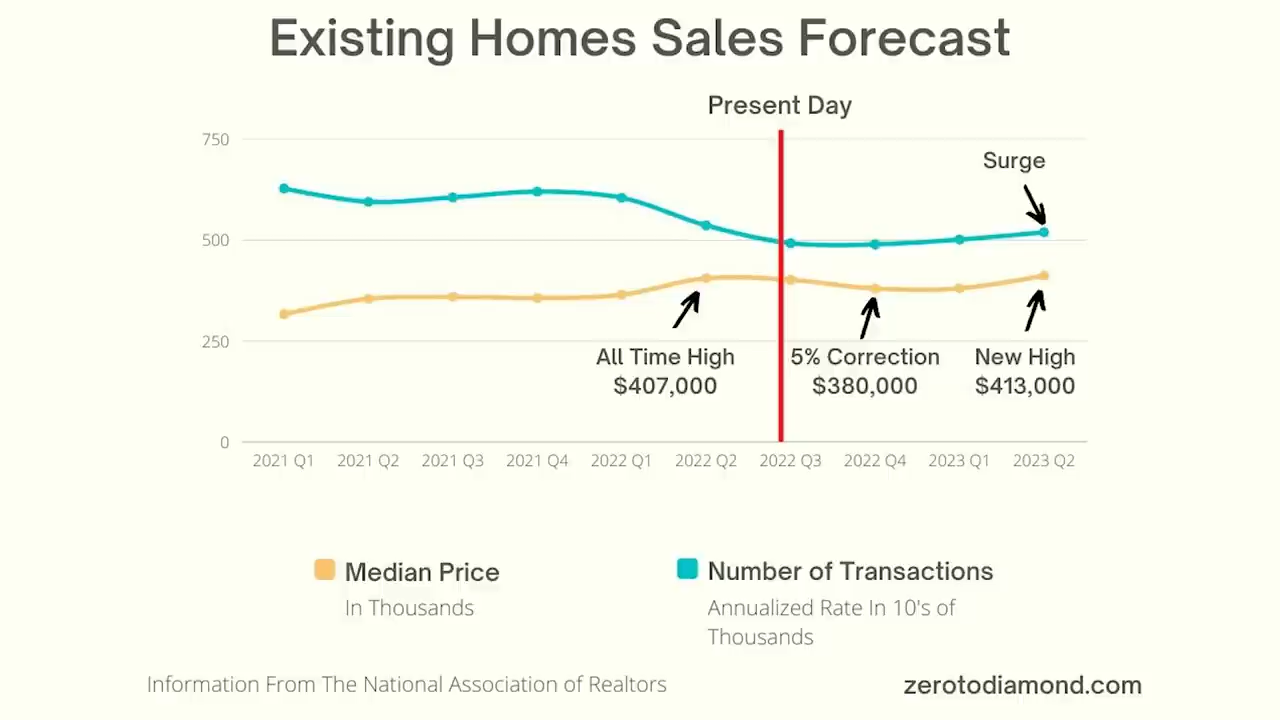 Existing Homes Sales Forecast
Present Day
750
Surge
500
250
All Time High
$407,000
5% Correction
$380,000
New High
$413,000
0
2021 Q1 2021 Q2 2021 Q3 2021 Q4 2022 Q1 2022 Q2 2022 Q3 2022 Q4 2023 Q1 2023 Q2
Median Price
In Thousands
Number of Transactions
Annualized Rate In 10's of
Thousands
Information From The National Association of Realtors
zerotodiamond.com